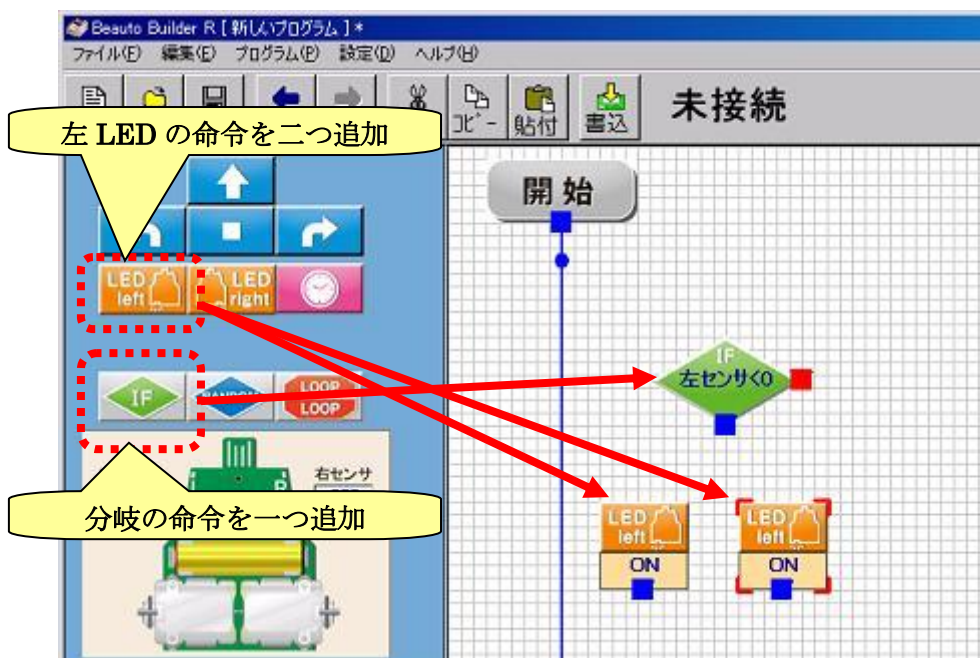 Beauto Builder R [ 新しいプログラム ] *
ファイル(F) 編集(E) プログラム(P) 設定(D) ヘルプ(H)
コピー 貼付 書込 未接続
左 LED の命令を二つ追加
開始
LED left
LED right
IF
LOOP LOOP
IF
左センサ<0
右センサ
R
分岐の命令を一つ追加
LED left
ON
LED left
ON